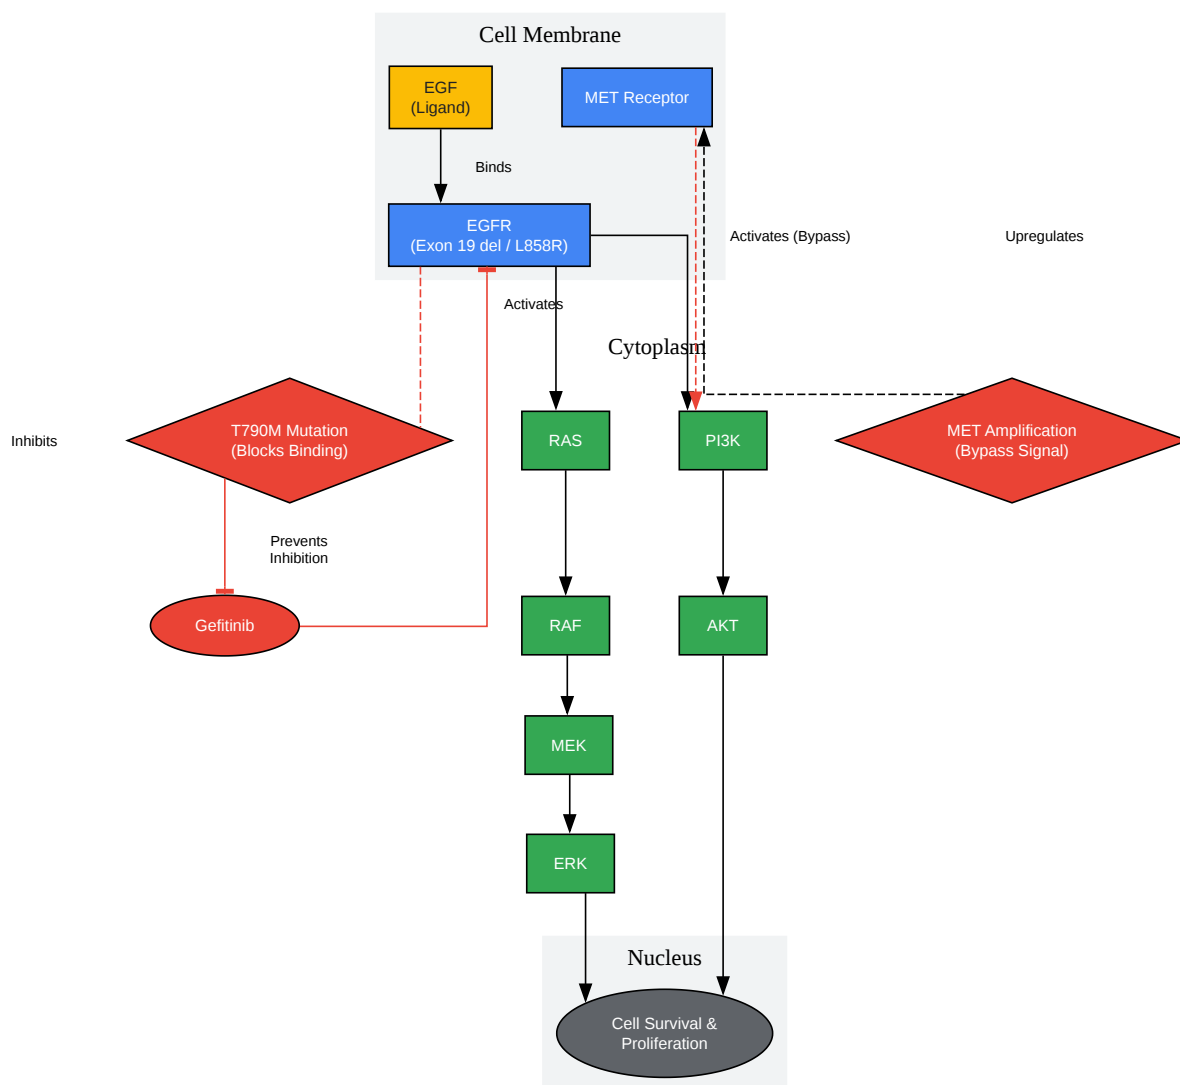 Cell Membrane
EGF
(Ligand)
MET Receptor
Binds
EGFR
(Exon 19 del / L858R)
Activates (Bypass)
Upregulates
Activates
Cytoplasm
Inhibits
T790M Mutation
(Blocks Binding)
RAS
PI3K
MET Amplification
(Bypass Signal)
Prevents
Inhibition
Gefitinib
RAF
AKT
MEK
ERK
Nucleus
Cell Survival &
Proliferation